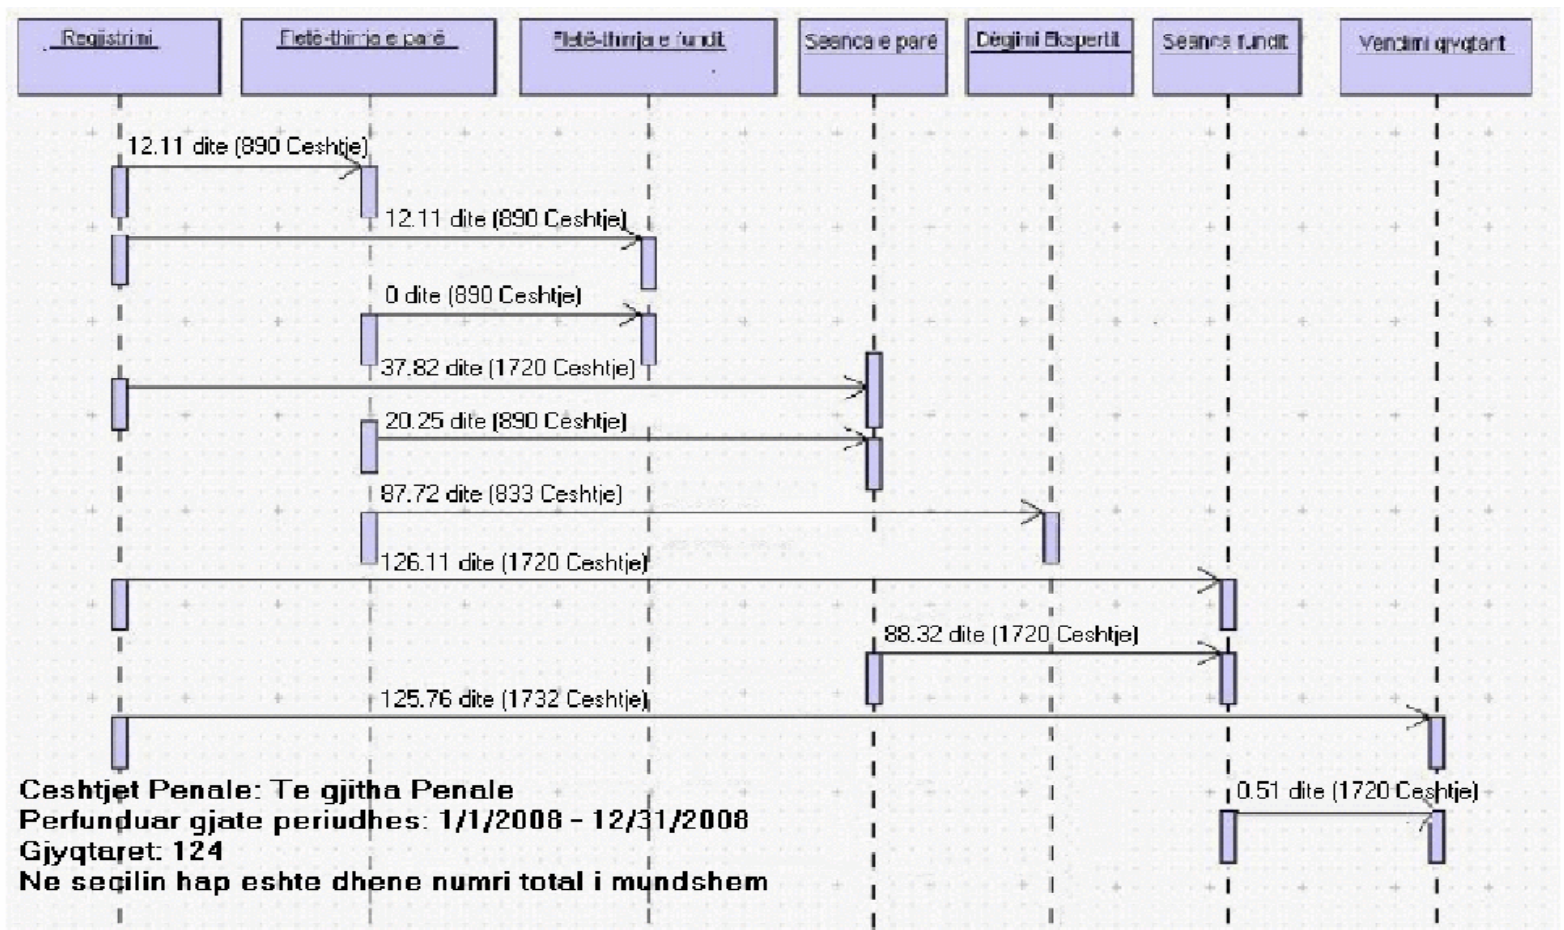 Regjistrimi
Fletë-thirrja e parë
Fletë-thirrja e fundit
Seanca e parë
Dëgjimi Ekspertit
Seanca fundit
Vendimi
12.11 dite (890 Ceshtje)
12.11 dite (890 Ceshtje)
0 dite (890 Ceshtje)
37.82 dite (1720 Ceshtje)
20.25 dite (890 Ceshtje)
87.72 dite (833 Ceshtje)
126.11 dite (1720 Ceshtje)
88.32 dite (1720 Ceshtje)
125.76 dite (1732 Ceshtje)
0.51 dite (1720 Ceshtje)
Ceshtjet Penale: Te gjitha Penale
Perfunduar gjate periudhes: 1/1/2008 - 12/31/2008
Gjyqtaret: 124
Ne secilin hap eshte dhene numri total i mundshem